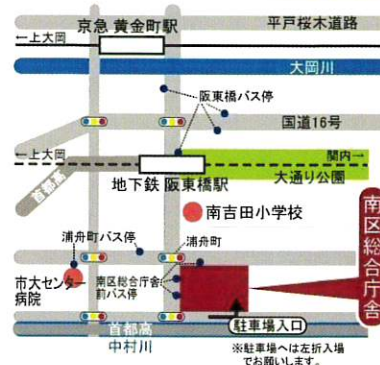 京急 黄金町駅
平戸桜木道路
←上大岡
大岡川
阪東橋バス停
国道16号
←上大岡
関内→
首都高
地下鉄 阪東橋駅
大通り公園
南吉田小学校
浦舟町バス停
浦舟町
市大センター
病院
南区総合庁舎
前バス停
南区総合庁舎
首都高
中村川
駐車場入口
※駐車場へは左折入場
でお願いします。